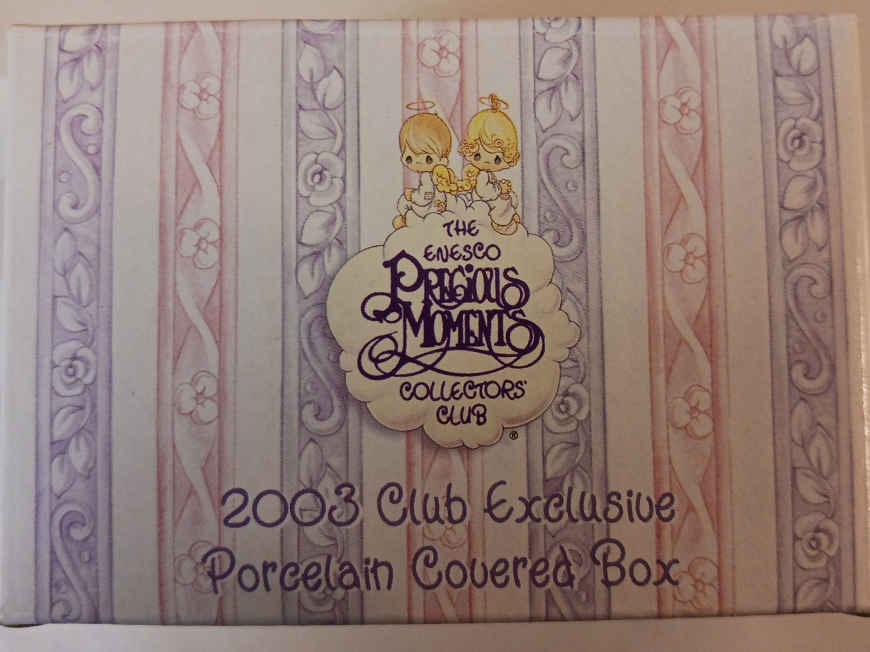 THE
ENESCO
PRECIOUS
MOMENTS
COLLECTORS'
CLUB
®
2003 Club Exclusive
Porcelain Covered Box